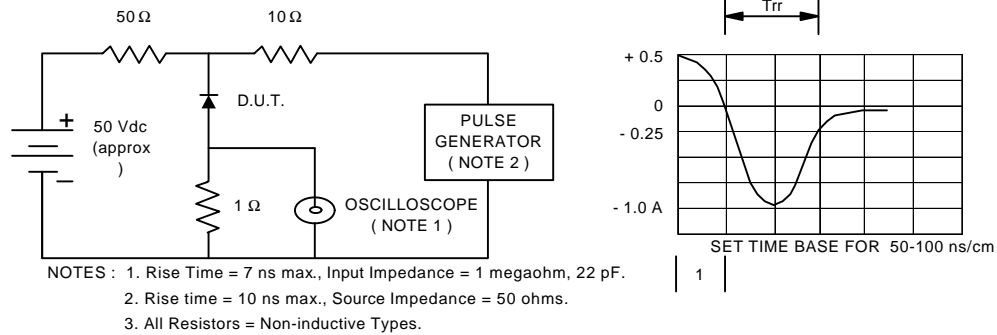 50 Ω
10 Ω
D.U.T.
+
50 Vdc
(approx
)
−
1 Ω
OSCILLOSCOPE
( NOTE 1 )
PULSE
GENERATOR
( NOTE 2 )
Trr
+ 0.5
0
- 0.25
- 1.0 A
SET TIME BASE FOR 50-100 ns/cm
1
NOTES : 1. Rise Time = 7 ns max., Input Impedance = 1 megaohm, 22 pF.
2. Rise time = 10 ns max., Source Impedance = 50 ohms.
3. All Resistors = Non-inductive Types.